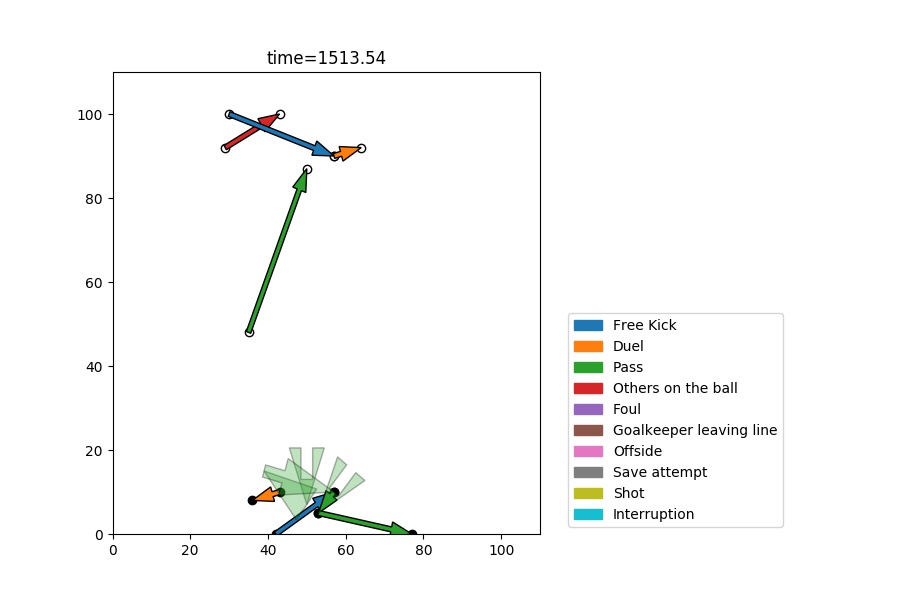 time=1513.54
100
80
60
40
20
0
0 20 40 60 80 100
Free Kick
Duel
Pass
Others on the ball
Foul
Goalkeeper leaving line
Offside
Save attempt
Shot
Interruption